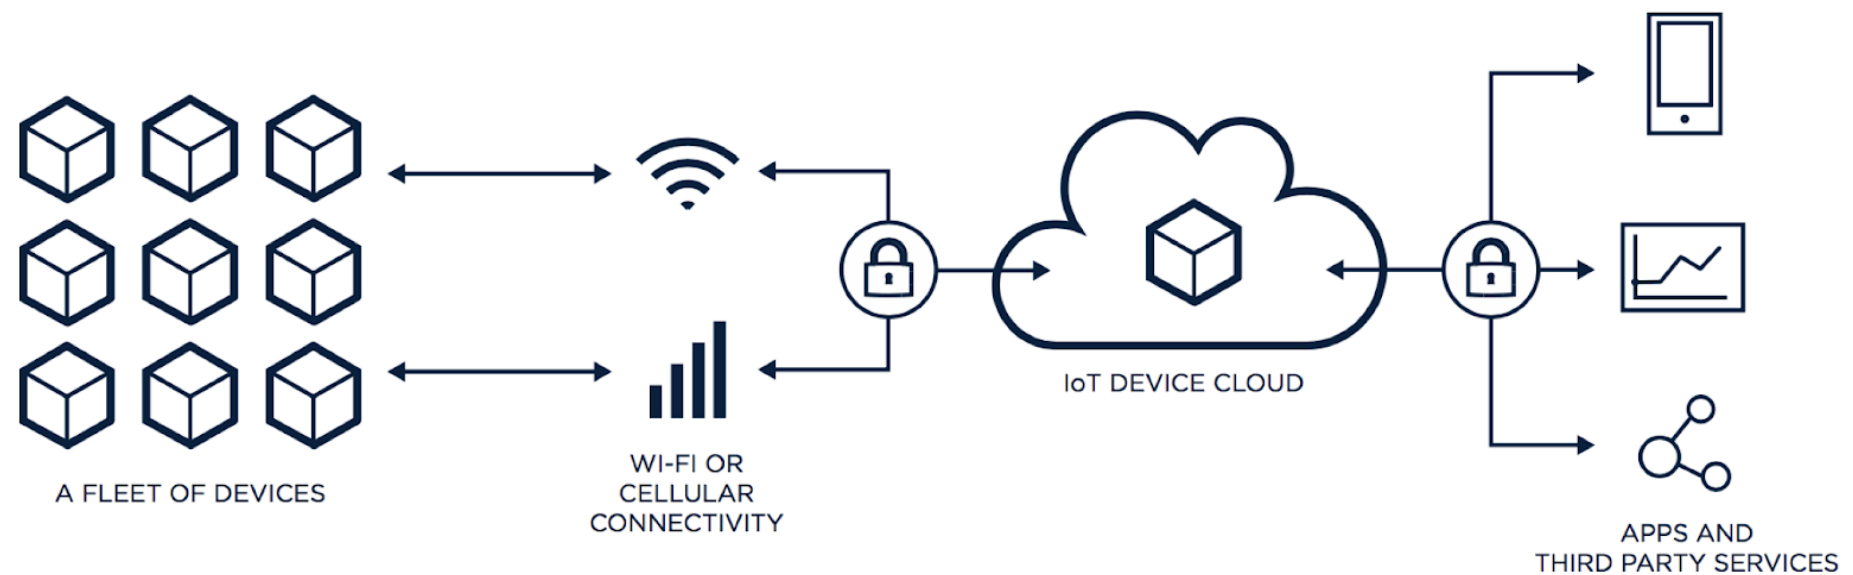 A FLEET OF DEVICES
WI-FI OR
CELLULAR
CONNECTIVITY
IoT DEVICE CLOUD
APPS AND
THIRD PARTY SERVICES